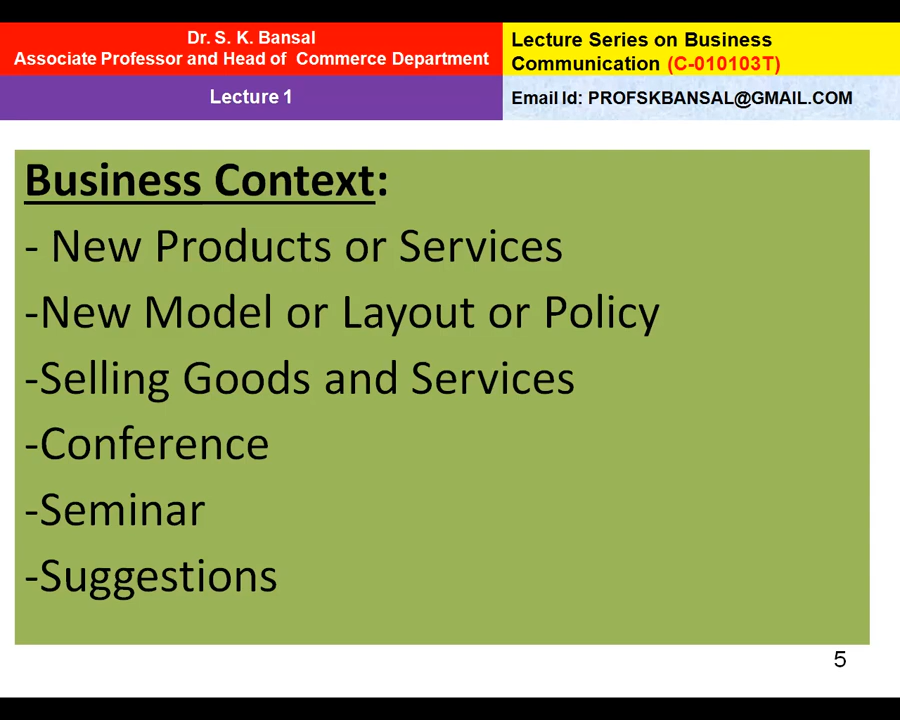 Dr. S. K. Bansal
Associate Professor and Head of Commerce Department
Lecture Series on Business
Communication (C-010103T)
Lecture 1
Email Id: PROFSKBANSAL@GMAIL.COM
Business Context:
- New Products or Services
-New Model or Layout or Policy
-Selling Goods and Services
-Conference
-Seminar
-Suggestions
5